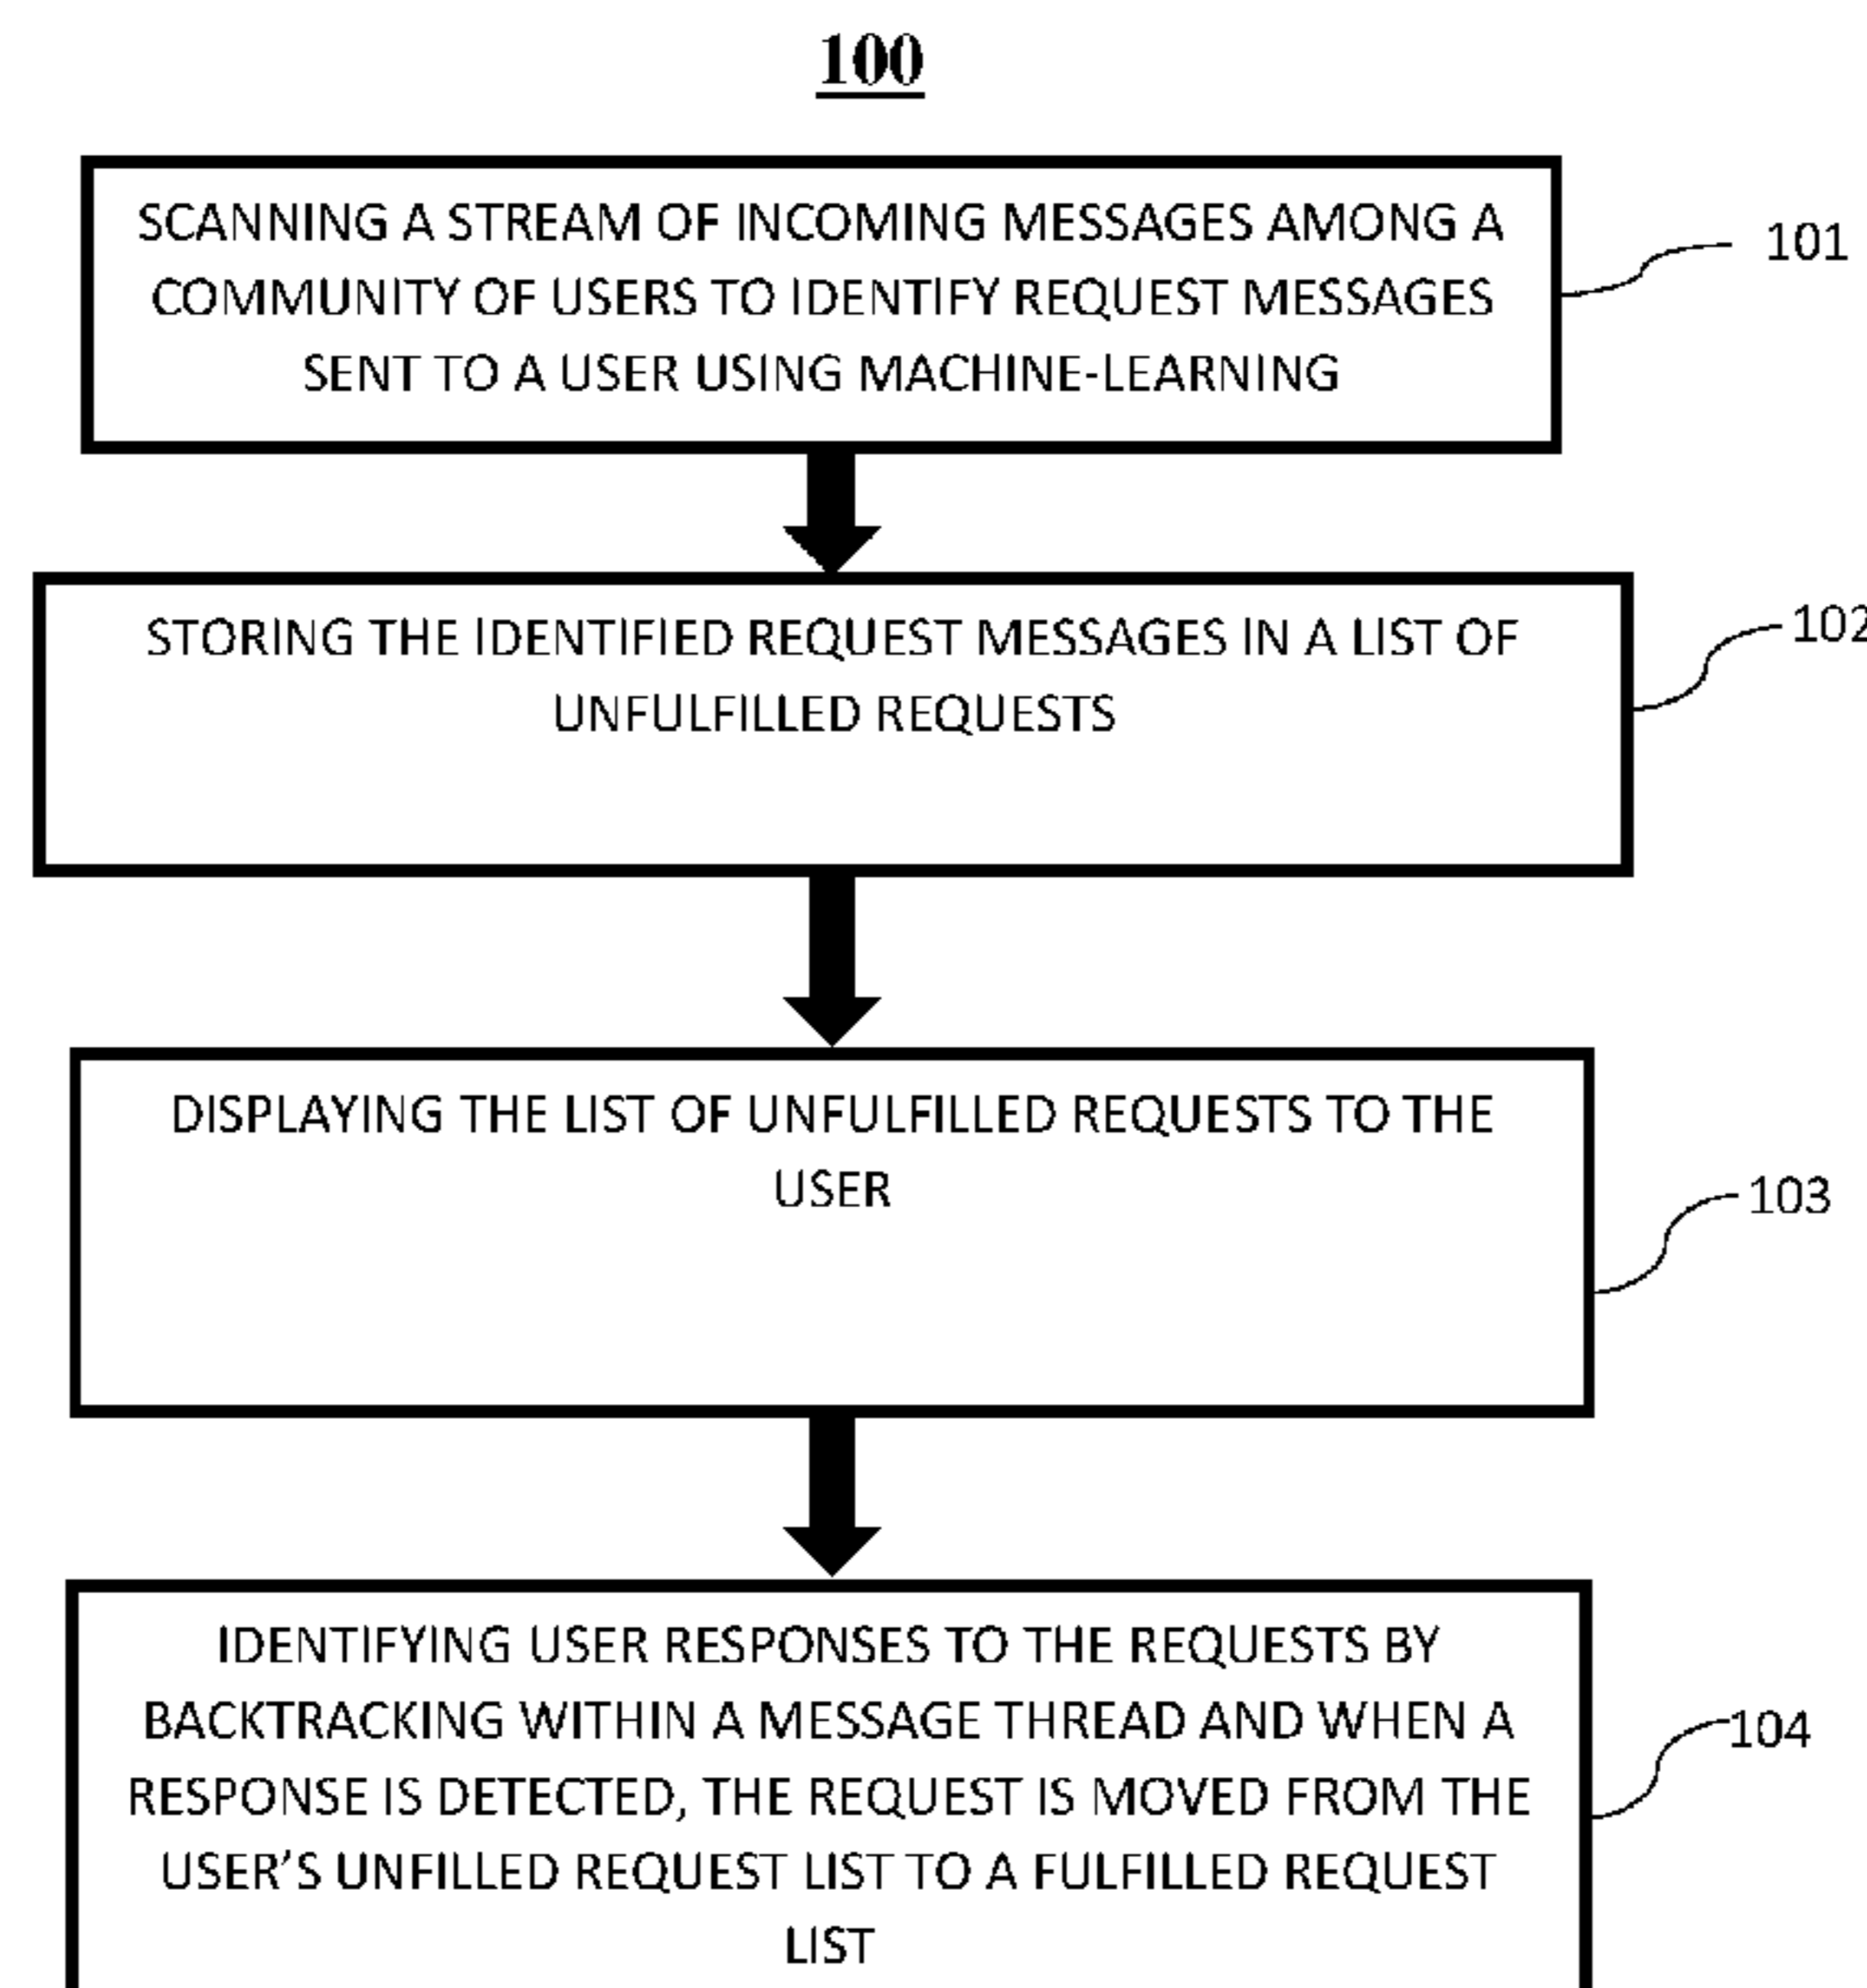 100
SCANNING A STREAM OF INCOMING MESSAGES AMONG A
COMMUNITY OF USERS TO IDENTIFY REQUEST MESSAGES
SENT TO A USER USING MACHINE-LEARNING
101
STORING THE IDENTIFIED REQUEST MESSAGES IN A LIST OF
UNFULFILLED REQUESTS
102
DISPLAYING THE LIST OF UNFULFILLED REQUESTS TO THE
USER
103
IDENTIFYING USER RESPONSES TO THE REQUESTS BY
BACKTRACKING WITHIN A MESSAGE THREAD AND WHEN A
RESPONSE IS DETECTED, THE REQUEST IS MOVED FROM THE
USER’S UNFILLED REQUEST LIST TO A FULFILLED REQUEST
LIST
104